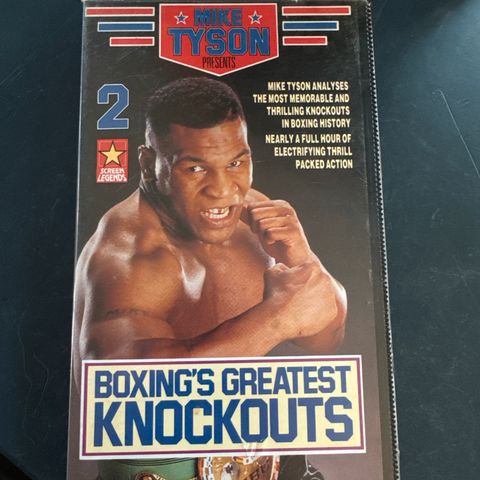 MIKE
TYSON
PRESENTS
2
SCREEN
LEGENDS
MIKE TYSON ANALYSES
THE MOST MEMORABLE AND
THRILLING KNOCKOUTS
IN BOXING HISTORY
NEARLY A FULL HOUR OF
ELECTRIFYING THRILL
PACKED ACTION
BOXING'S GREATEST
KNOCKOUTS